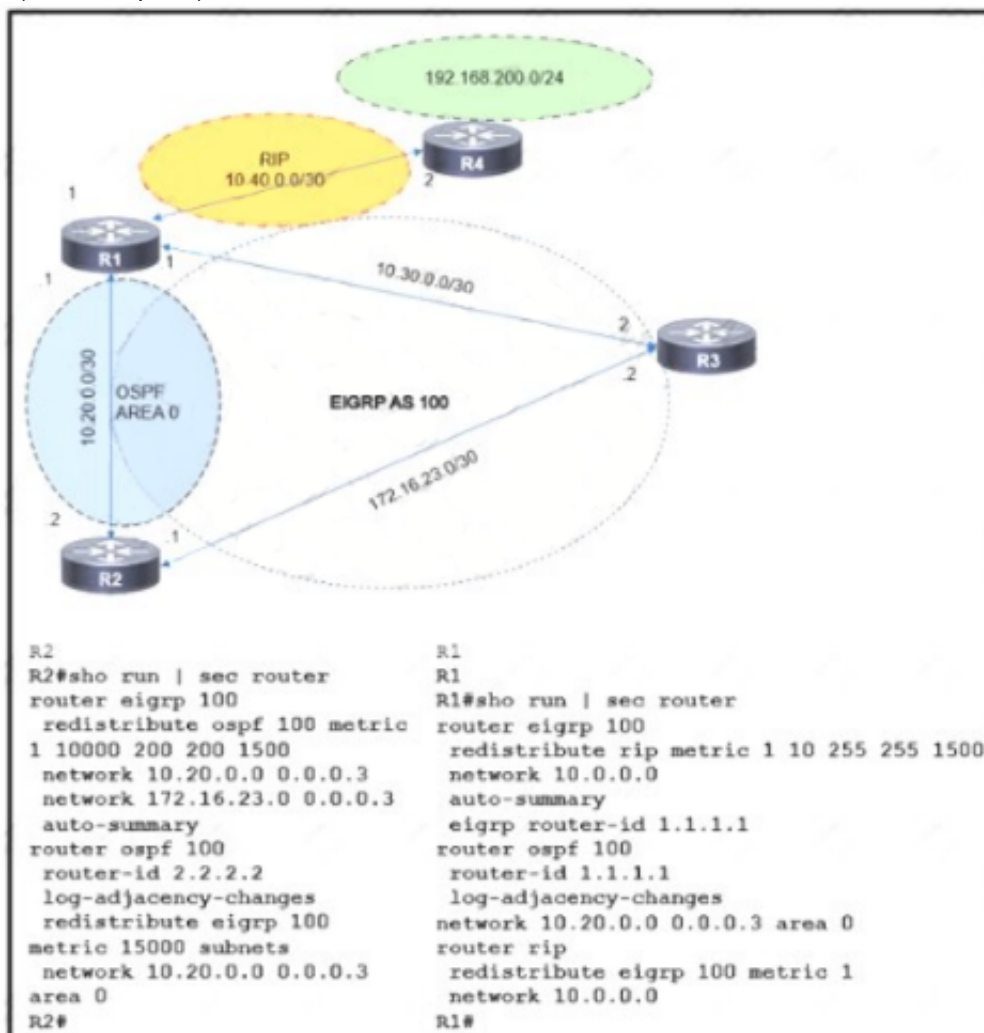 192.168.200.0/24
R4
RIP
10.40.0.0/30
2
1
R1
1
.1
10.30.0.0/30
2
.2
R3
10.20.0.0/30
OSPF
AREA 0
EIGRP AS 100
172.16.23.0/30
.2
.1
R2
R2
R2#sho run | sec router
router eigrp 100
redistribute ospf 100 metric
1 10000 200 200 1500
network 10.20.0.0 0.0.0.3
network 172.16.23.0 0.0.0.3
auto-summary
router ospf 100
router-id 2.2.2.2
log-adjacency-changes
redistribute eigrp 100
metric 15000 subnets
network 10.20.0.0 0.0.0.3
area 0
R2#
R1
R1
R1#sho run | sec router
router eigrp 100
redistribute rip metric 1 10 255 255 1500
network 10.0.0.0
auto-summary
eigrp router-id 1.1.1.1
router ospf 100
router-id 1.1.1.1
log-adjacency-changes
network 10.20.0.0 0.0.0.3 area 0
router rip
redistribute eigrp 100 metric 1
network 10.0.0.0
R1#